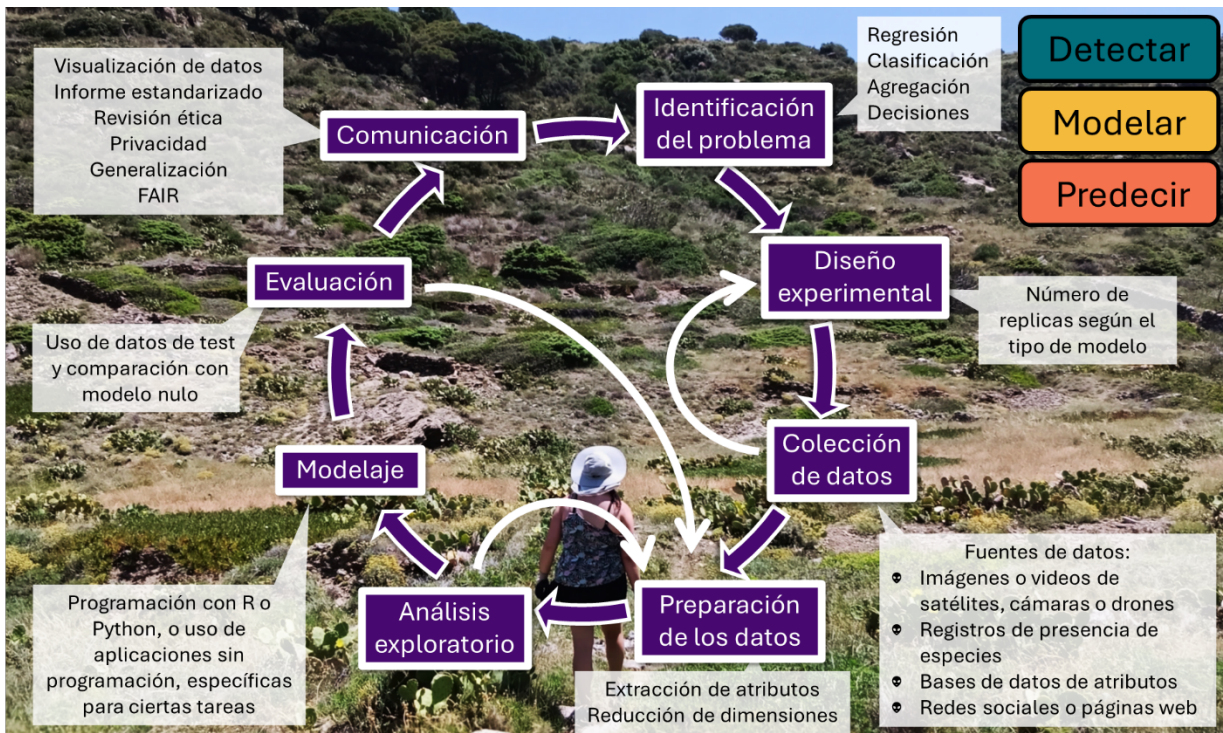 Visualización de datos
Informe estandarizado
Revisión ética
Privacidad
Generalización
FAIR
Comunicación
Identificación
del problema
Regresión
Clasificación
Agregación
Decisiones
Detectar
Modelar
Predecir
Evaluación
Diseño
experimental
Uso de datos de test
y comparación con
modelo nulo
Número de
replicas según el
tipo de modelo
Modelaje
Colección
de datos
Programación con R o
Python, o uso de
aplicaciones sin
programación, específicas
para ciertas tareas
Análisis
exploratorio
Preparación
de los datos
Extracción de atributos
Reducción de dimensiones
Fuentes de datos:
Imágenes o videos de
satélites, cámaras o drones
Registros de presencia de
especies
Bases de datos de atributos
Redes sociales o páginas web